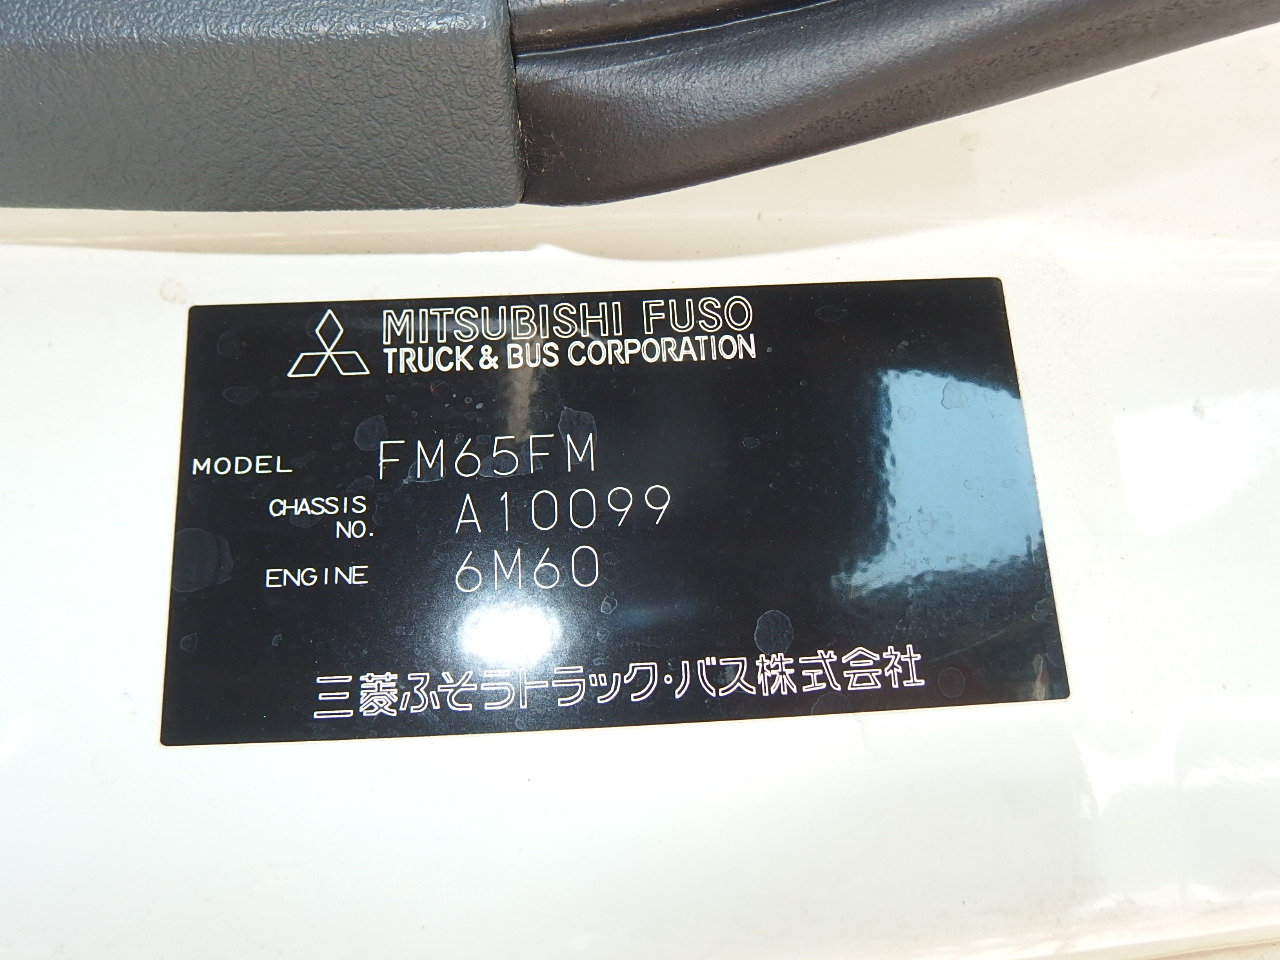 MITSUBISHI FUSO
TRUCK & BUS CORPORATION
MODEL FM65FM
CHASSIS NO. A10099
ENGINE 6M60
三菱ふそうトラック・バス株式会社